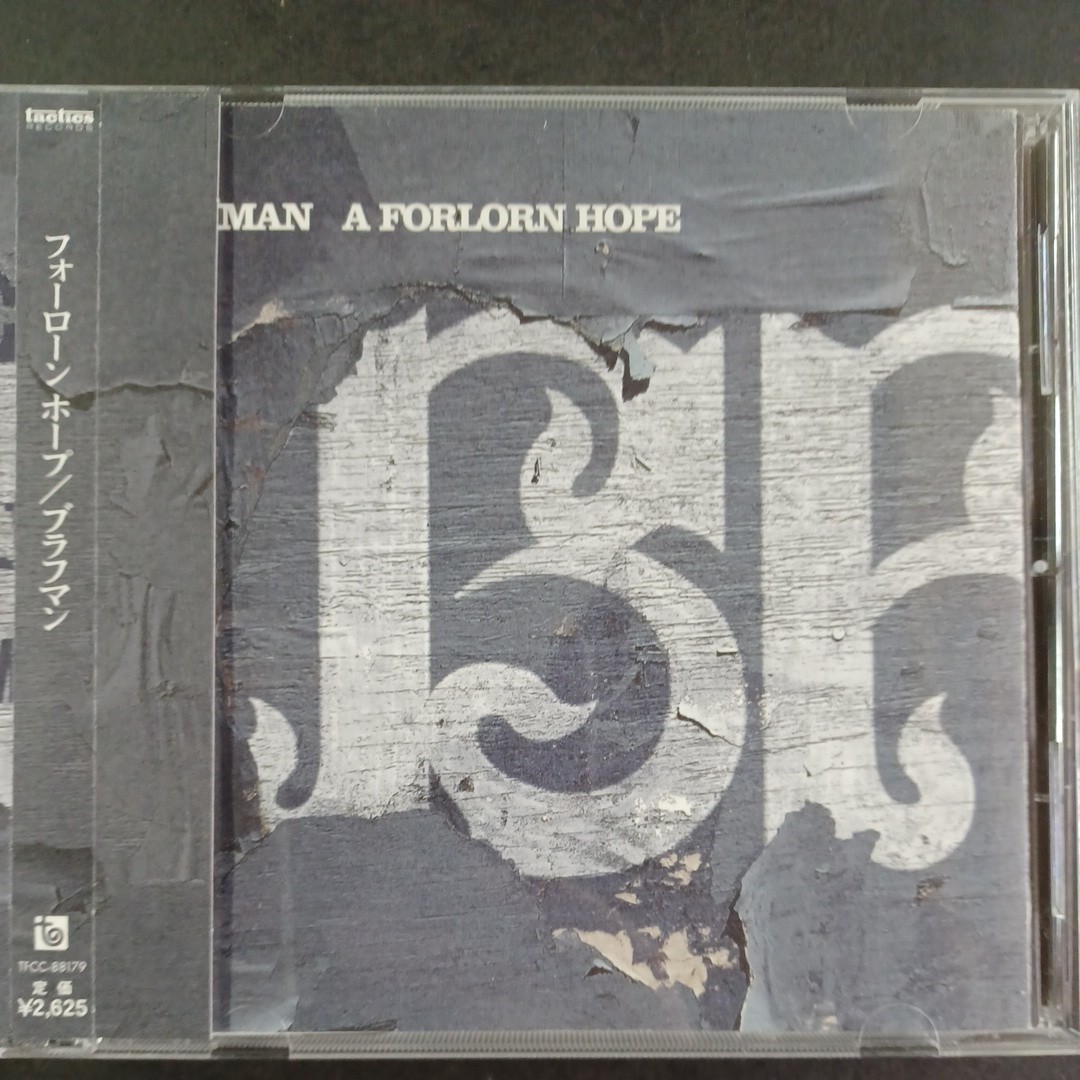 tactics
RECORDS
フォーローンホープ/ブラフマン
TFCC-88179
定価
¥2,625
MAN A FORLORN HOPE